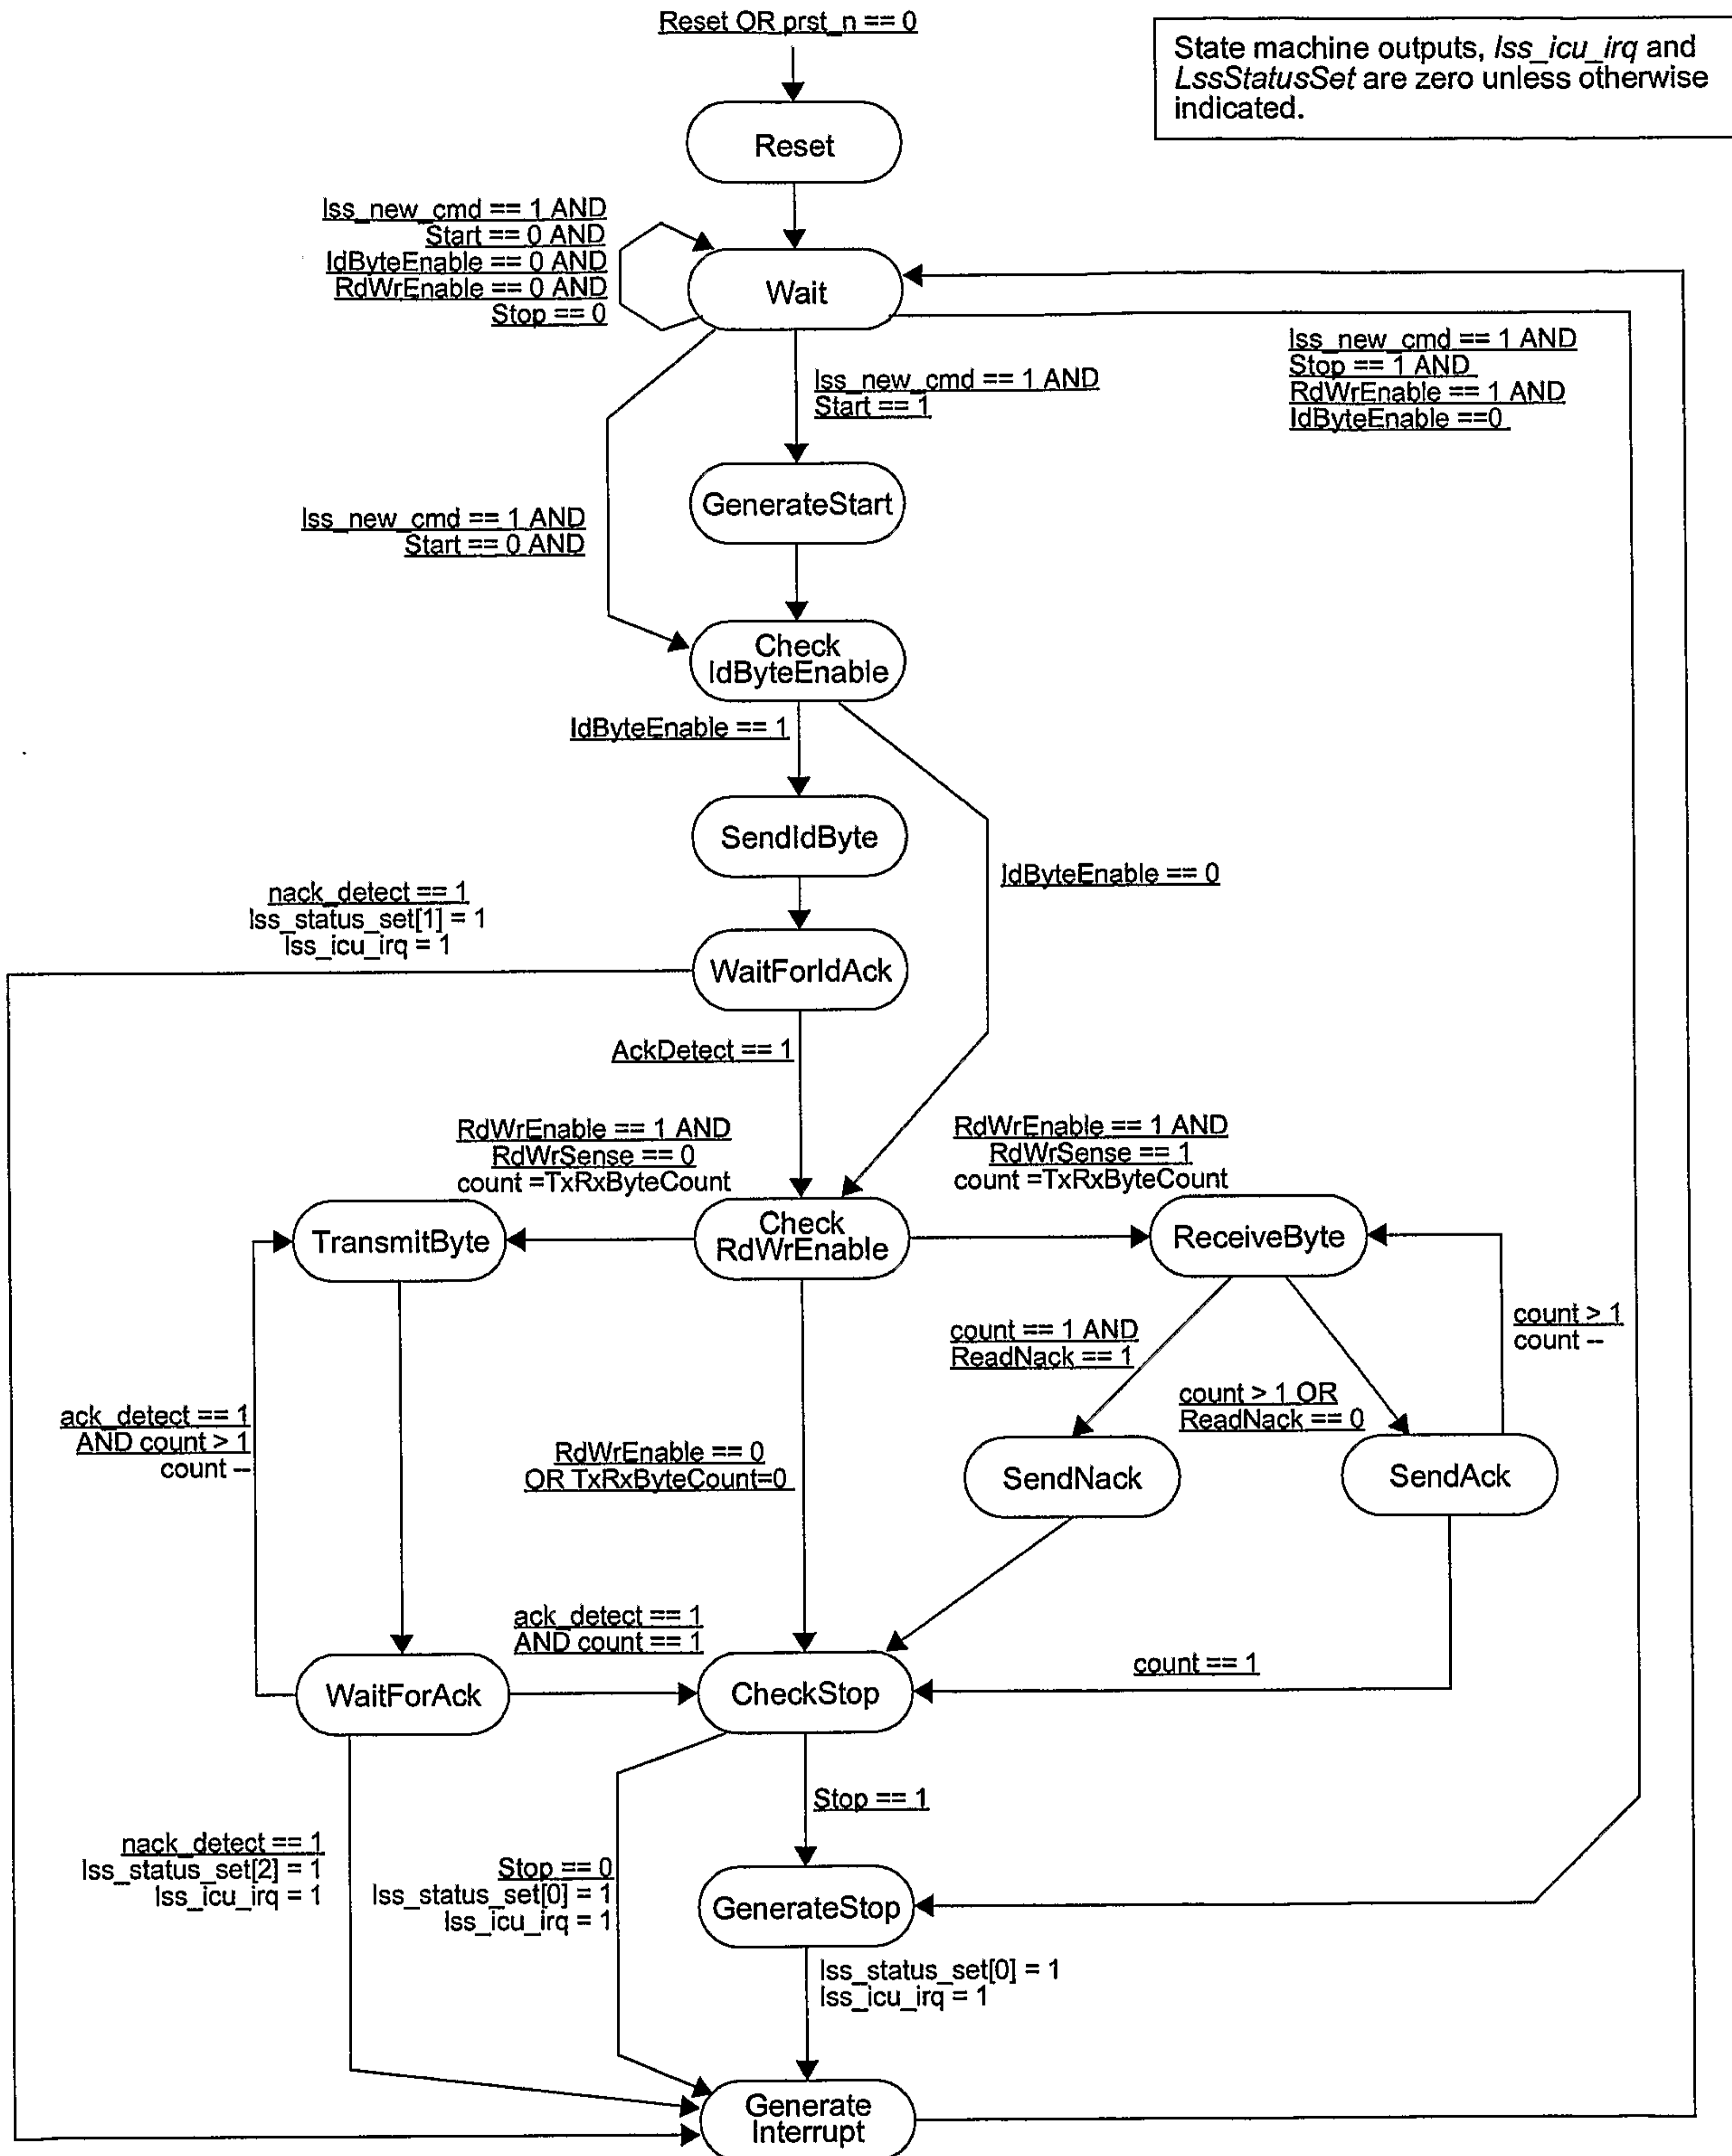 Reset OR prst_n == 0
State machine outputs, lss_icu_irq and
LssStatusSet are zero unless otherwise
indicated.
Reset
lss_new_cmd == 1 AND
Start == 0 AND
IdByteEnable == 0 AND
RdWrEnable == 0 AND
Stop == 0
Wait
lss_new_cmd == 1 AND
Stop == 1 AND
RdWrEnable == 1 AND
IdByteEnable ==0
lss_new_cmd == 1 AND
Start == 1
GenerateStart
lss_new_cmd == 1 AND
Start == 0 AND
Check
IdByteEnable
IdByteEnable == 1
SendIdByte
IdByteEnable == 0
nack_detect == 1
lss_status_set[1] = 1
lss_icu_irq = 1
WaitForIdAck
AckDetect == 1
RdWrEnable == 1 AND
RdWrSense == 0
count =TxRxByteCount
RdWrEnable == 1 AND
RdWrSense == 1
count =TxRxByteCount
TransmitByte
Check
RdWrEnable
ReceiveByte
count == 1 AND
ReadNack == 1
count > 1
count --
count > 1 OR
ReadNack == 0
ack_detect == 1
AND count > 1
count --
RdWrEnable == 0
OR TxRxByteCount=0
SendNack
SendAck
ack_detect == 1
AND count == 1
count == 1
WaitForAck
CheckStop
Stop == 1
nack_detect == 1
lss_status_set[2] = 1
lss_icu_irq = 1
Stop == 0
lss_status_set[0] = 1
lss_icu_irq = 1
GenerateStop
lss_status_set[0] = 1
lss_icu_irq = 1
Generate
Interrupt